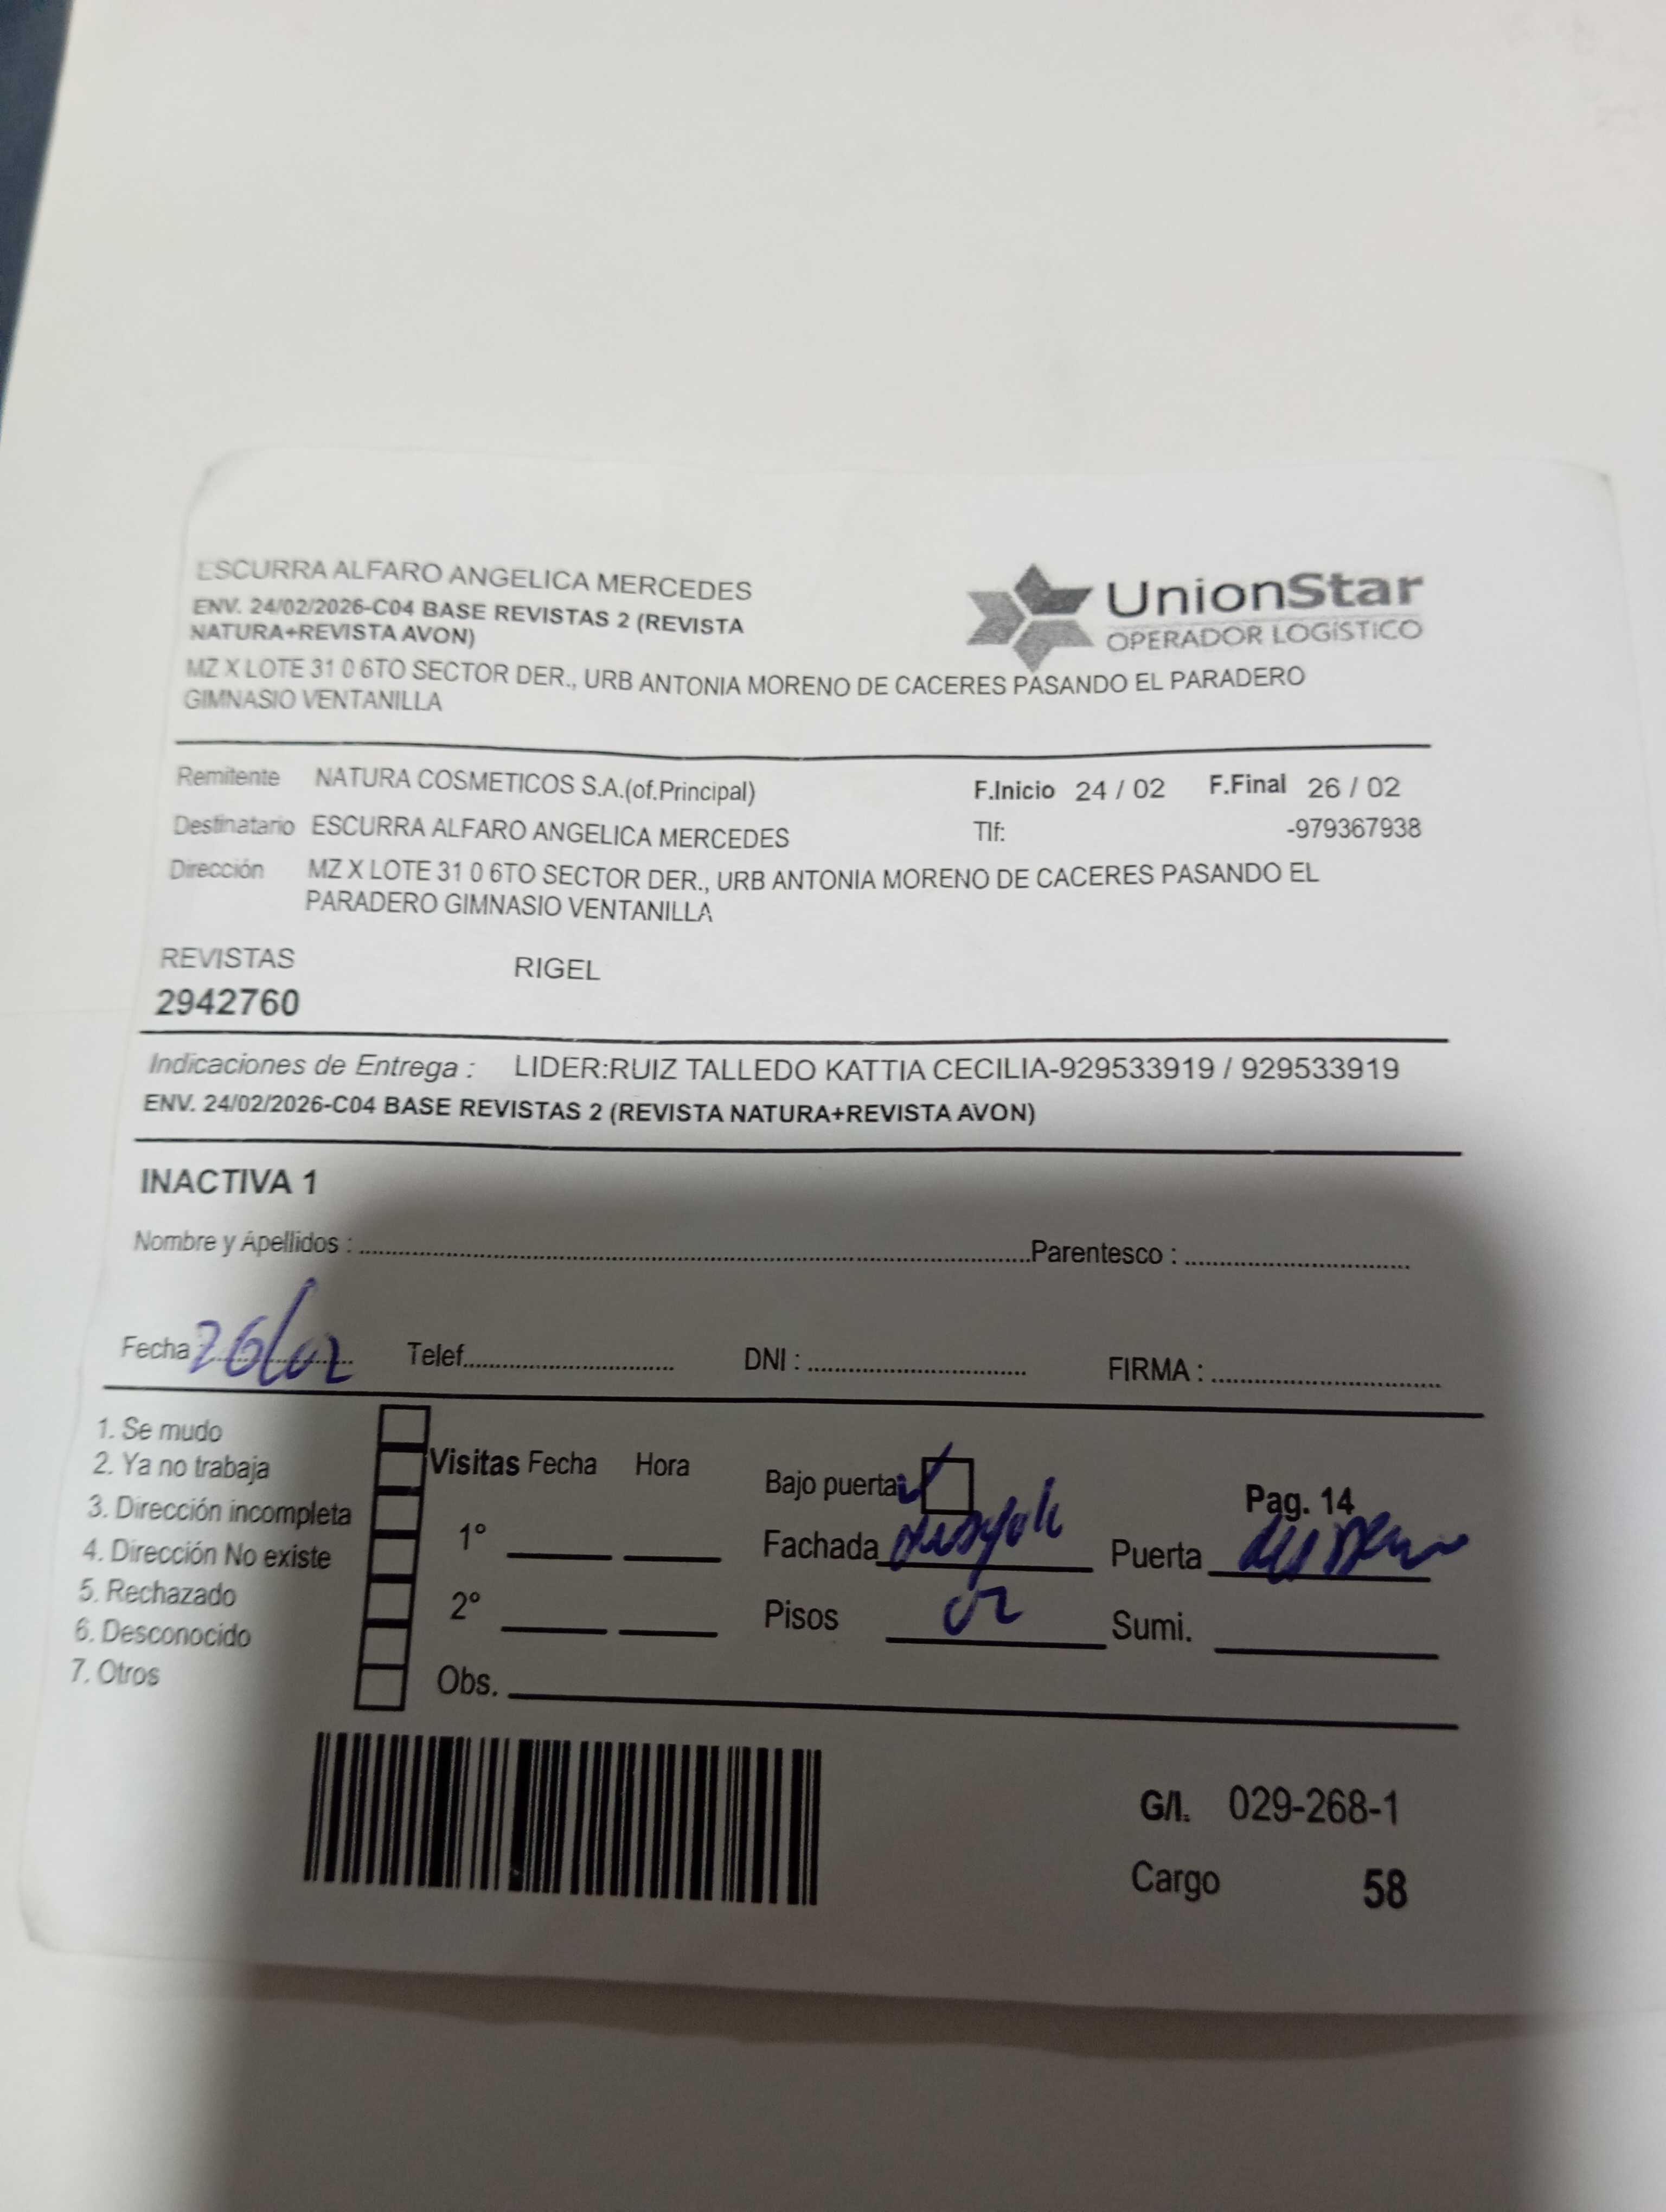 ESCURRA ALFARO ANGELICA MERCEDES
ENV. 24/02/2026-C04 BASE REVISTAS 2 (REVISTA
NATURA+REVISTA AVON)
UnionStar
OPERADOR LOGÍSTICO
MZ X LOTE 31 0 6TO SECTOR DER., URB ANTONIA MORENO DE CACERES PASANDO EL PARADERO
GIMNASIO VENTANILLA
Remitente NATURA COSMETICOS S.A.(of.Principal) F.Inicio 24 / 02 F.Final 26 / 02
Destinatario ESCURRA ALFARO ANGELICA MERCEDES Tlf: -979367938
Dirección MZ X LOTE 31 0 6TO SECTOR DER., URB ANTONIA MORENO DE CACERES PASANDO EL
PARADERO GIMNASIO VENTANILLA
REVISTAS RIGEL
2942760
Indicaciones de Entrega : LIDER:RUIZ TALLEDO KATTIA CECILIA-929533919 / 929533919
ENV. 24/02/2026-C04 BASE REVISTAS 2 (REVISTA NATURA+REVISTA AVON)
INACTIVA 1
Nombre y Apellidos : Parentesco :
Fecha 26/02 Telef. DNI : FIRMA :
1. Se mudo
2. Ya no trabaja
3. Dirección incompleta
4. Dirección No existe
5. Rechazado
6. Desconocido
7. Otros
Visitas Fecha Hora
1°
2°
Obs.
Bajo puerta Pag. 14
Fachada Puerta
Pisos 02 Sumi.
G/I. 029-268-1
Cargo 58